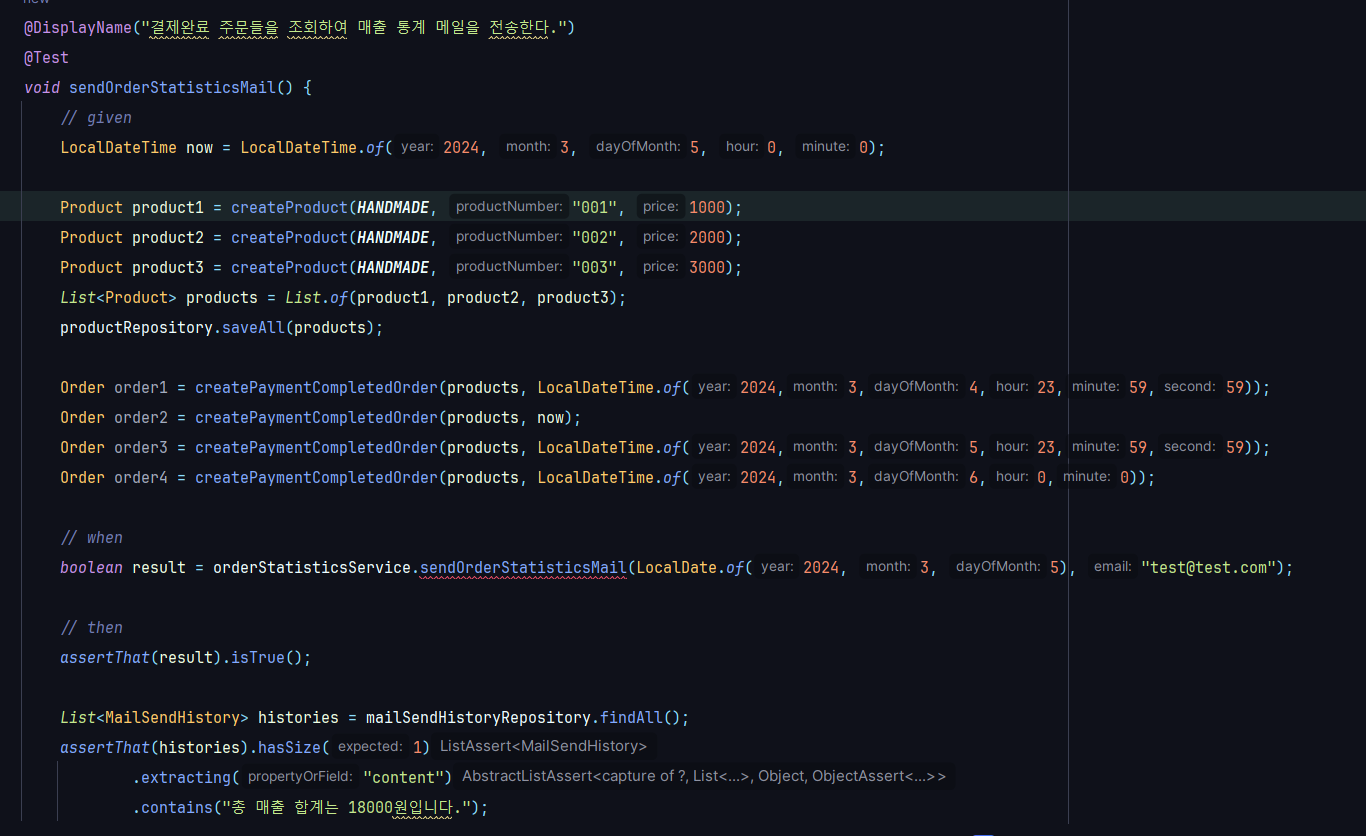 new
@DisplayName("결제완료 주문들을 조회하여 매출 통계 메일을 전송한다.")
@Test
void sendOrderStatisticsMail() {
// given
LocalDateTime now = LocalDateTime.of( year: 2024, month: 3, dayOfMonth: 5, hour: 0, minute: 0);
Product product1 = createProduct(HANDMADE, productNumber: "001", price: 1000);
Product product2 = createProduct(HANDMADE, productNumber: "002", price: 2000);
Product product3 = createProduct(HANDMADE, productNumber: "003", price: 3000);
List<Product> products = List.of(product1, product2, product3);
productRepository.saveAll(products);
Order order1 = createPaymentCompletedOrder(products, LocalDateTime.of( year: 2024, month: 3, dayOfMonth: 4, hour: 23, minute: 59, second: 59));
Order order2 = createPaymentCompletedOrder(products, now);
Order order3 = createPaymentCompletedOrder(products, LocalDateTime.of( year: 2024, month: 3, dayOfMonth: 5, hour: 23, minute: 59, second: 59));
Order order4 = createPaymentCompletedOrder(products, LocalDateTime.of( year: 2024, month: 3, dayOfMonth: 6, hour: 0, minute: 0));
// when
boolean result = orderStatisticsService.sendOrderStatisticsMail(LocalDate.of( year: 2024, month: 3, dayOfMonth: 5), email: "test@test.com");
// then
assertThat(result).isTrue();
List<MailSendHistory> histories = mailSendHistoryRepository.findAll();
assertThat(histories).hasSize( expected: 1) ListAssert<MailSendHistory>
.extracting( propertyOrField: "content") AbstractListAssert<capture of ?, List<...>, Object, ObjectAssert<...>>
.contains("총 매출 합계는 18000원입니다.");